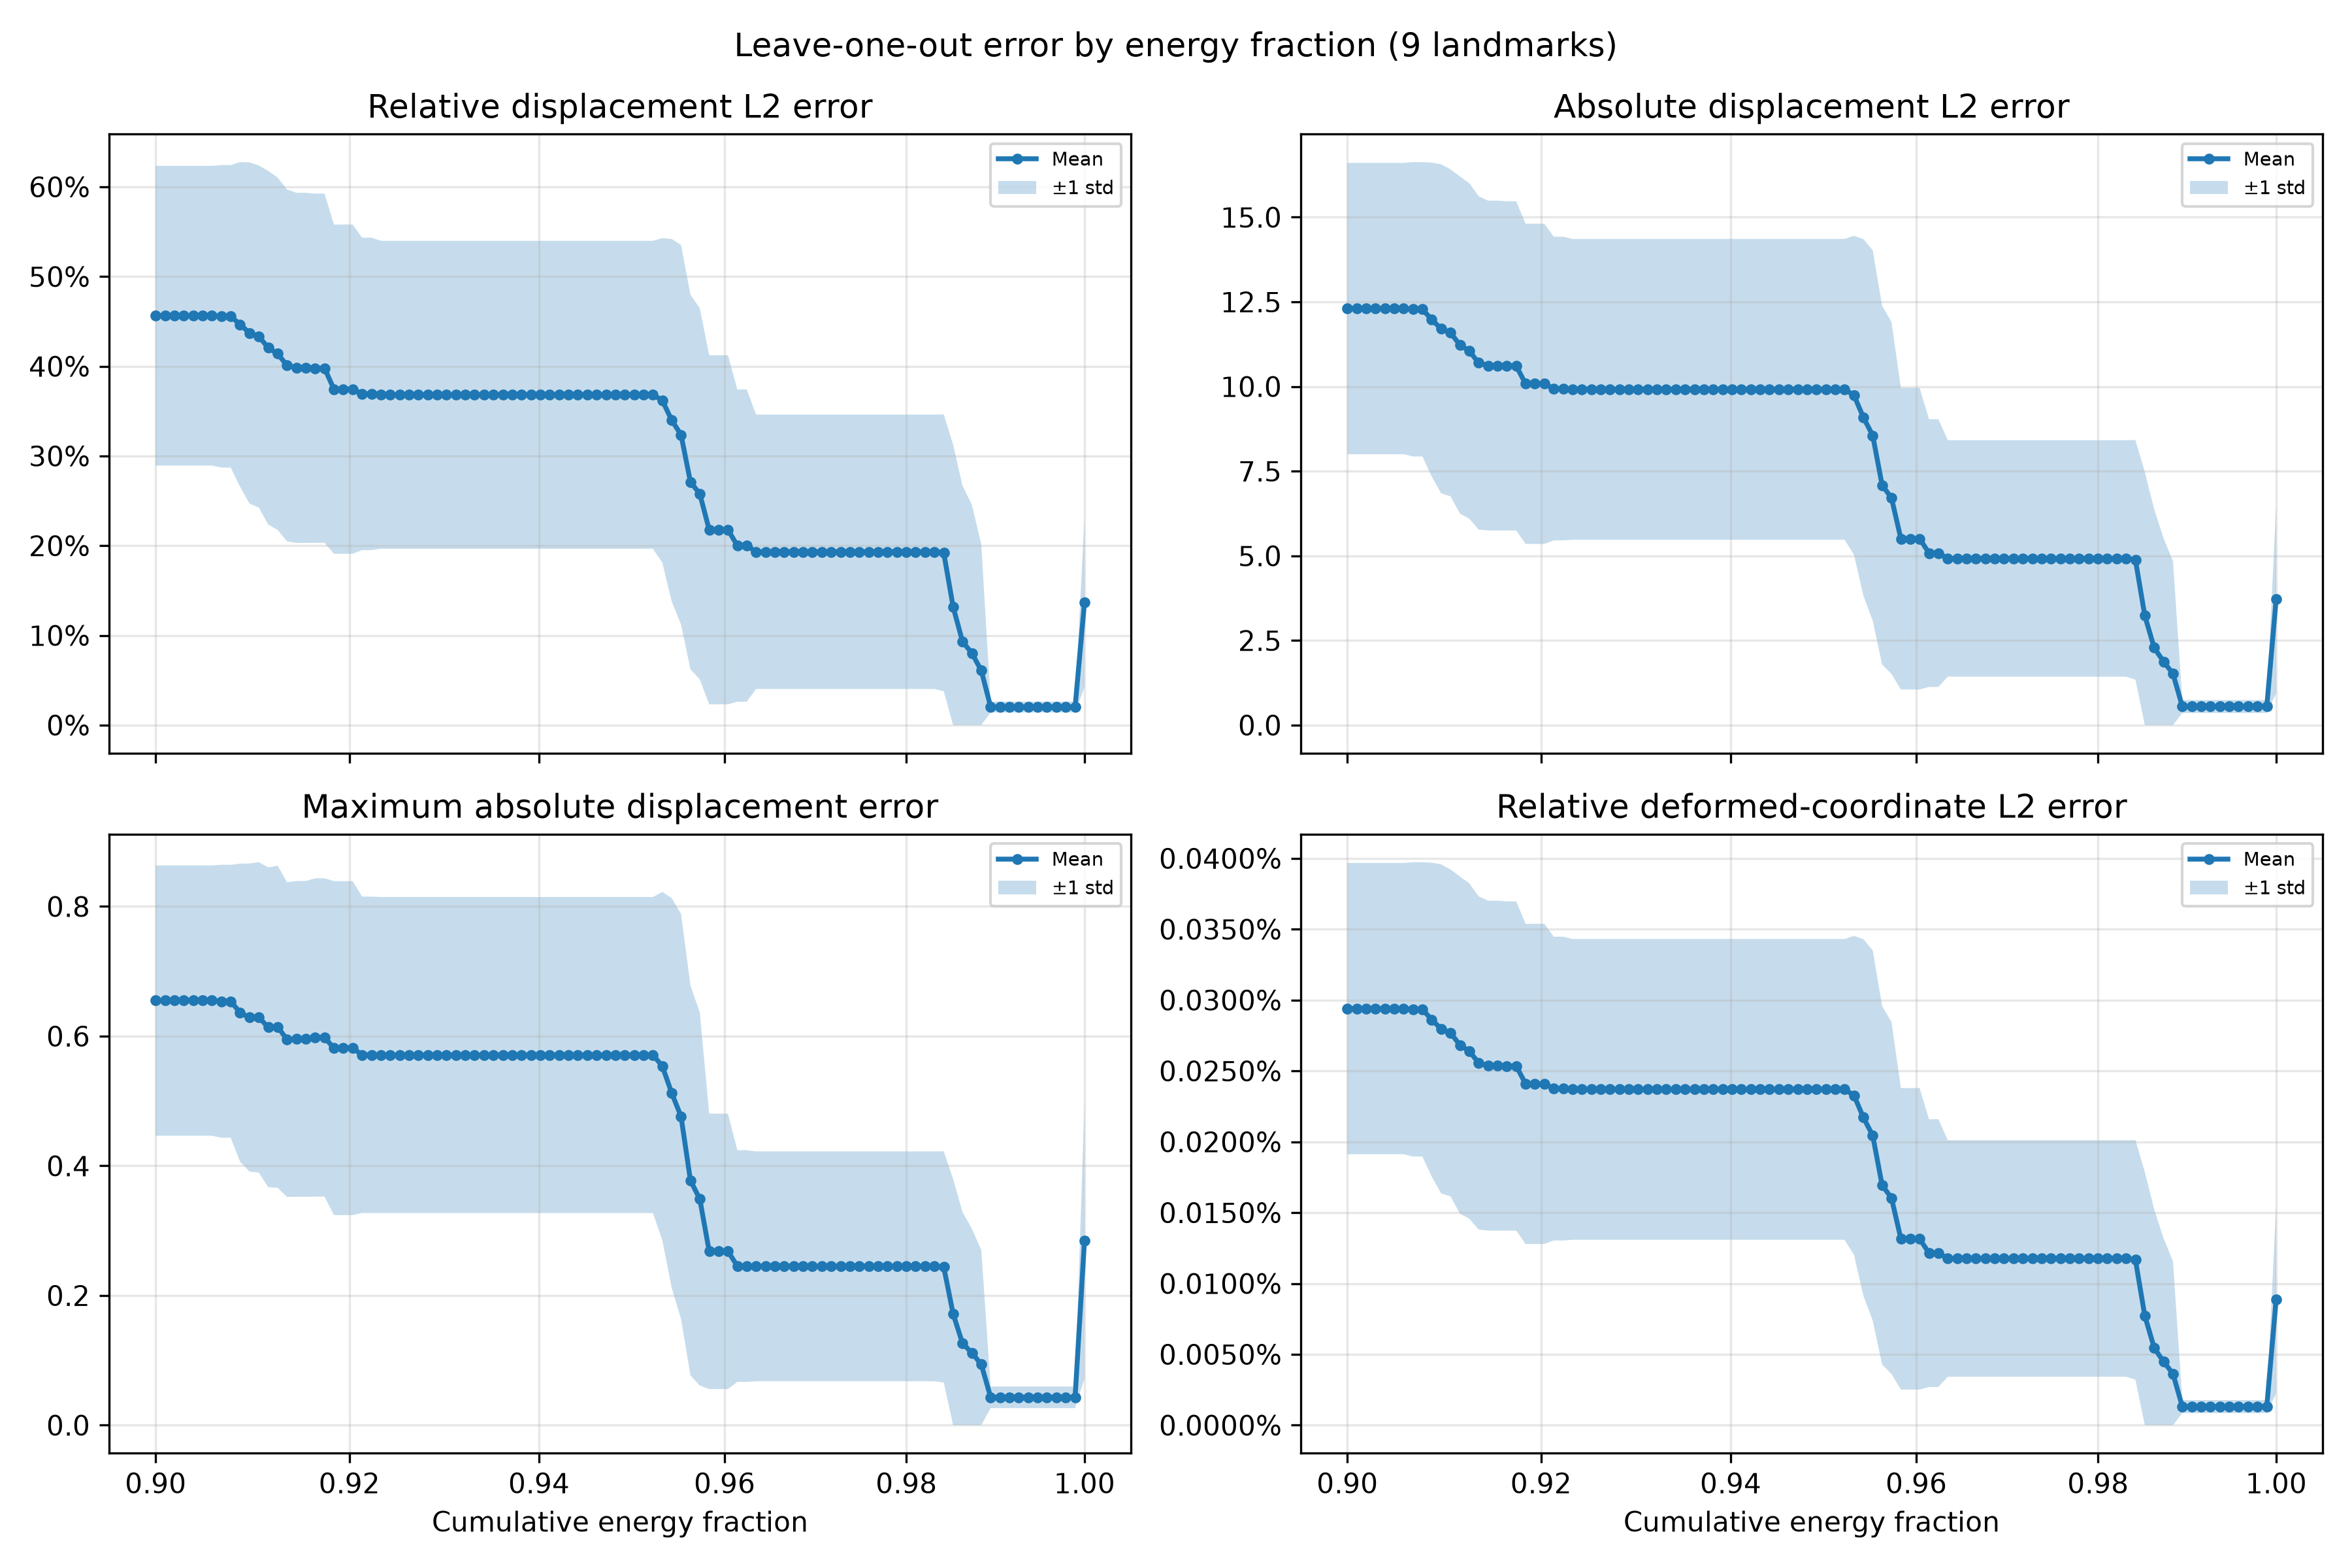 Leave-one-out error by energy fraction (9 landmarks)
Relative displacement L2 error
60%
50%
40%
30%
20%
10%
0%
Mean
±1 std
Absolute displacement L2 error
15.0
12.5
10.0
7.5
5.0
2.5
0.0
Mean
±1 std
Maximum absolute displacement error
0.8
0.6
0.4
0.2
0.0
Mean
±1 std
0.90 0.92 0.94 0.96 0.98 1.00
Cumulative energy fraction
Relative deformed-coordinate L2 error
0.0400%
0.0350%
0.0300%
0.0250%
0.0200%
0.0150%
0.0100%
0.0050%
0.0000%
Mean
±1 std
0.90 0.92 0.94 0.96 0.98 1.00
Cumulative energy fraction